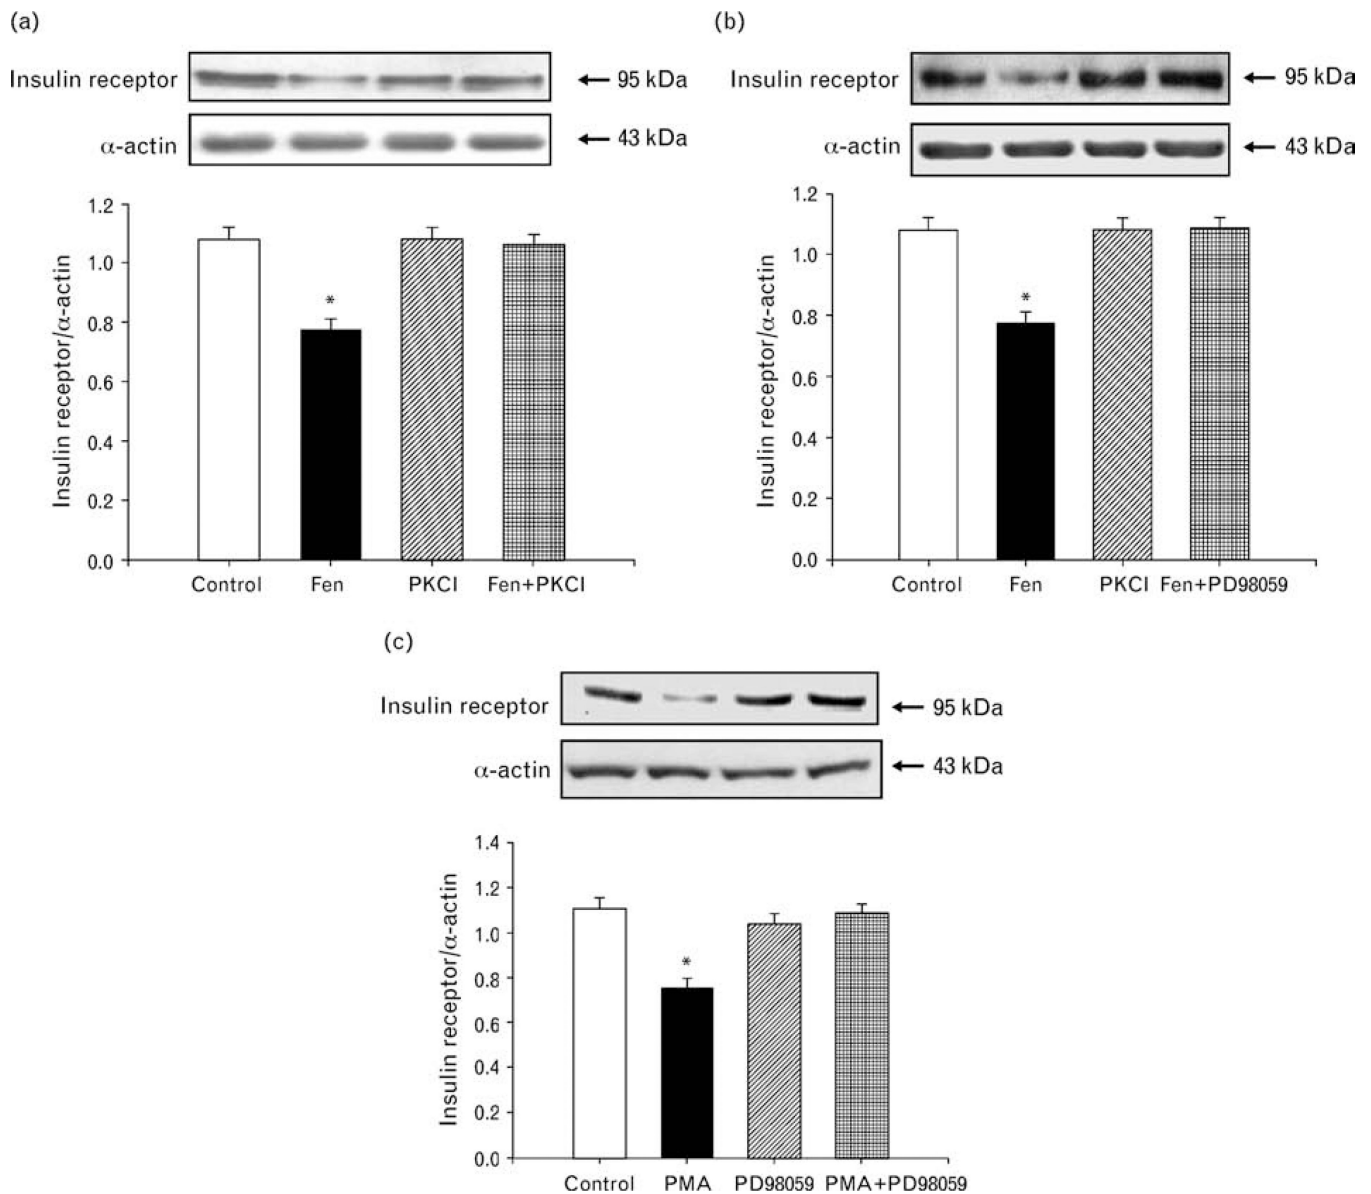 (a)
Insulin receptor
95 kDa
α-actin
43 kDa
Insulin receptor/α-actin
1.2
1.0
0.8
0.6
0.4
0.2
0.0
*
Control Fen PKCI Fen+PKCI
(b)
Insulin receptor
95 kDa
α-actin
43 kDa
Insulin receptor/α-actin
1.2
1.0
0.8
0.6
0.4
0.2
0.0
*
Control Fen PKCI Fen+PD98059
(c)
Insulin receptor
95 kDa
α-actin
43 kDa
Insulin receptor/α-actin
1.4
1.2
1.0
0.8
0.6
0.4
0.2
0.0
*
Control PMA PD98059 PMA+PD98059